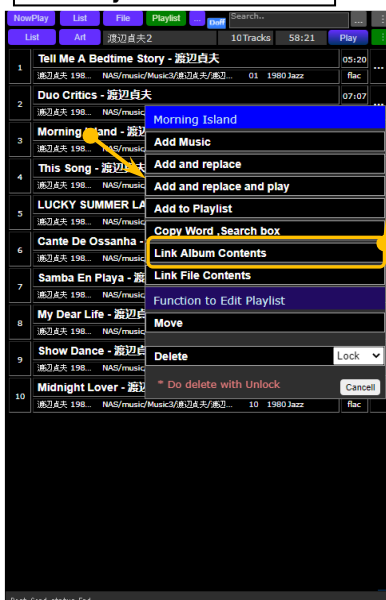 NowPlay List File Playlist ... Doff Search.. ...
List Art 渡辺貞夫2 10Tracks 58:21 Play
1 Tell Me A Bedtime Story - 渡辺貞夫 05:20
渡辺貞夫 198... NAS/music/Music3/渡辺貞夫/渡辺... 01 1980 Jazz flac ...
2 Duo Critics - 渡辺貞夫 07:07
渡辺貞夫 198... NAS/music
Morning Island
3 Morning Island - 渡辺
渡辺貞夫 198... NAS/music
Add Music
Add and replace
4 This Song - 渡辺貞夫
渡辺貞夫 198... NAS/music
Add and replace and play
5 LUCKY SUMMER LA
渡辺貞夫 198... NAS/music
Add to Playlist
Copy Word ,Search box
6 Cante De Ossanha -
渡辺貞夫 198... NAS/music
Link Album Contents
7 Samba En Playa - 渡
渡辺貞夫 198... NAS/music
Link File Contents
Function to Edit Playlist
8 My Dear Life - 渡辺貞
渡辺貞夫 198... NAS/music
Move
9 Show Dance - 渡辺貞
渡辺貞夫 198... NAS/music
Delete Lock
* Do delete with Unlock Cancell
10 Midnight Lover - 渡辺
渡辺貞夫 198... NAS/music/Music3/渡辺貞夫/渡辺... 10 1980 Jazz flac